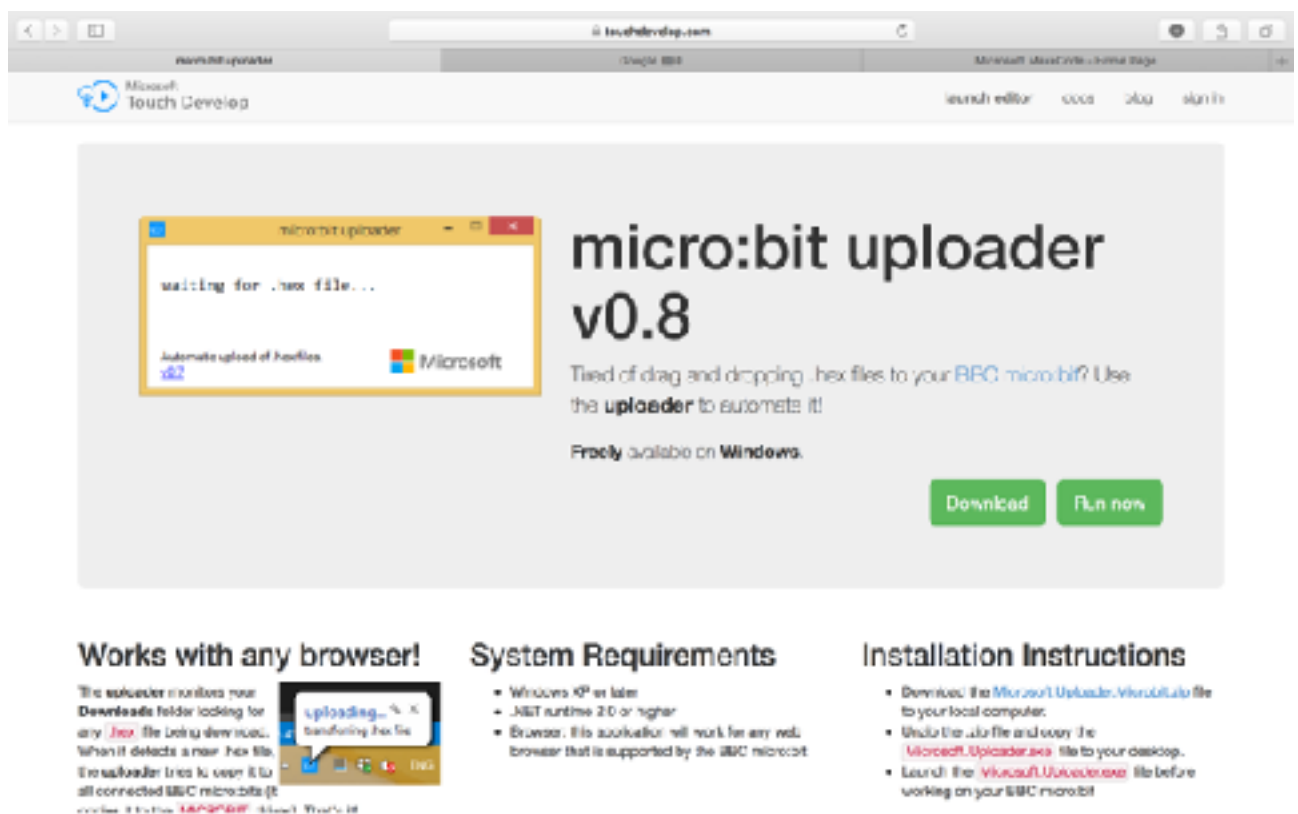 touchdevelop.com
micro:bit uploader
Google
Microsoft
Touch Develop
launch editor docs blog sign in
micro:bit uploader
waiting for .hex file...
Automate upload of .hex files.
Microsoft
micro:bit uploader
v0.8
Tired of drag and dropping .hex files to your BBC micro:bit? Use
the uploader to automate it!
Freely available on Windows.
Download Run now
Works with any browser!
The uploader monitors your
Downloads folder looking for
any .hex file being download.
When it detects a new .hex file,
the uploader tries to copy it to
all connected BBC micro:bits (it
uploading...
transferring .hex file
ENG
System Requirements
Windows XP or later
.NET runtime 2.0 or higher
Browser: this application will work for any web
browser that is supported by the BBC micro:bit
Installation Instructions
Download the Microsoft.Uploader.Microbit.zip file
to your local computer.
Unzip the .zip file and copy the
Microsoft.Uploader.exe file to your desktop.
Launch the Microsoft.Uploader.exe file before
working on your BBC micro:bit